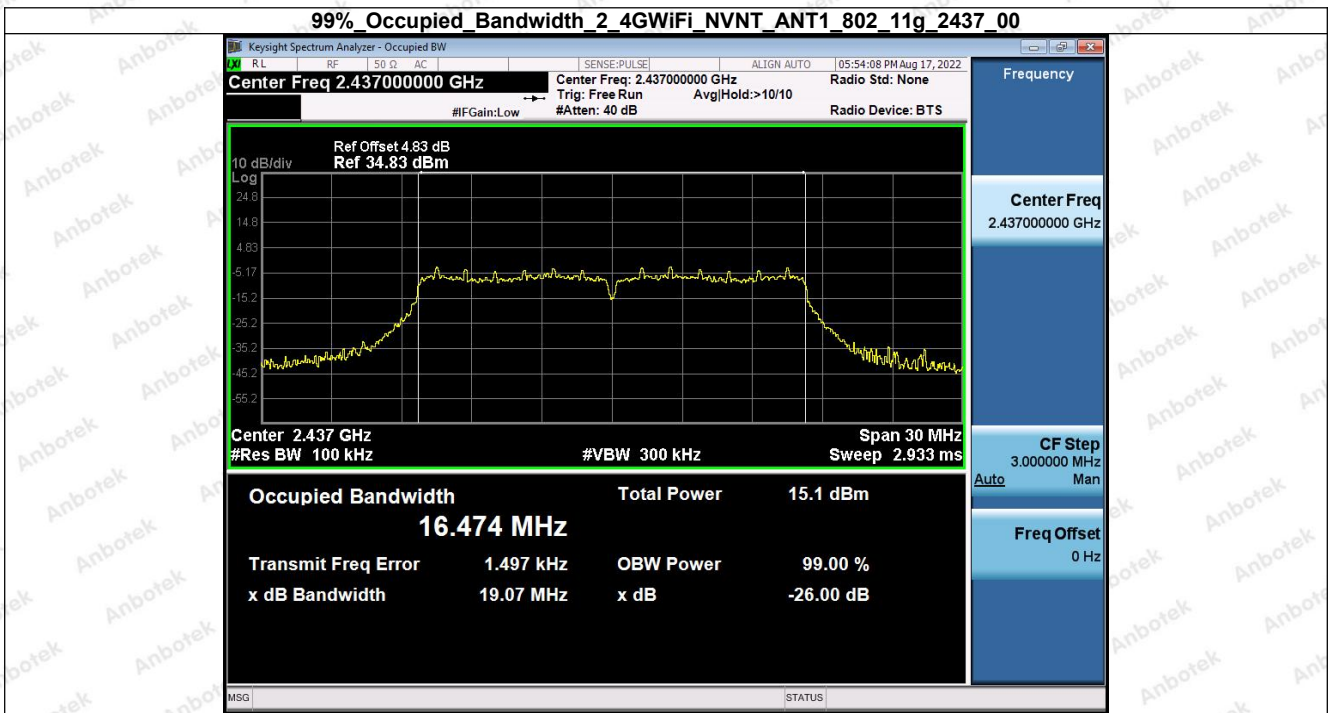 99%_Occupied_Bandwidth_2_4GWiFi_NVNT_ANT1_802_11g_2437_00
Keysight Spectrum Analyzer - Occupied BW
LXI RL RF 50 Ω AC SENSE:PULSE ALIGN AUTO 05:54:08 PM Aug 17, 2022
Center Freq 2.437000000 GHz
Center Freq: 2.437000000 GHz Radio Std: None
Trig: Free Run Avg|Hold:>10/10
#IFGain:Low #Atten: 40 dB Radio Device: BTS
Ref Offset 4.83 dB
10 dB/div Ref 34.83 dBm
Log
24.8
14.8
4.83
-5.17
-15.2
-25.2
-35.2
-45.2
-55.2
Center 2.437 GHz Span 30 MHz
#Res BW 100 kHz #VBW 300 kHz Sweep 2.933 ms
Occupied Bandwidth Total Power 15.1 dBm
16.474 MHz
Transmit Freq Error 1.497 kHz OBW Power 99.00 %
x dB Bandwidth 19.07 MHz x dB -26.00 dB
MSG STATUS
Frequency
Center Freq
2.437000000 GHz
CF Step
3.000000 MHz
Auto Man
Freq Offset
0 Hz
Anbotek